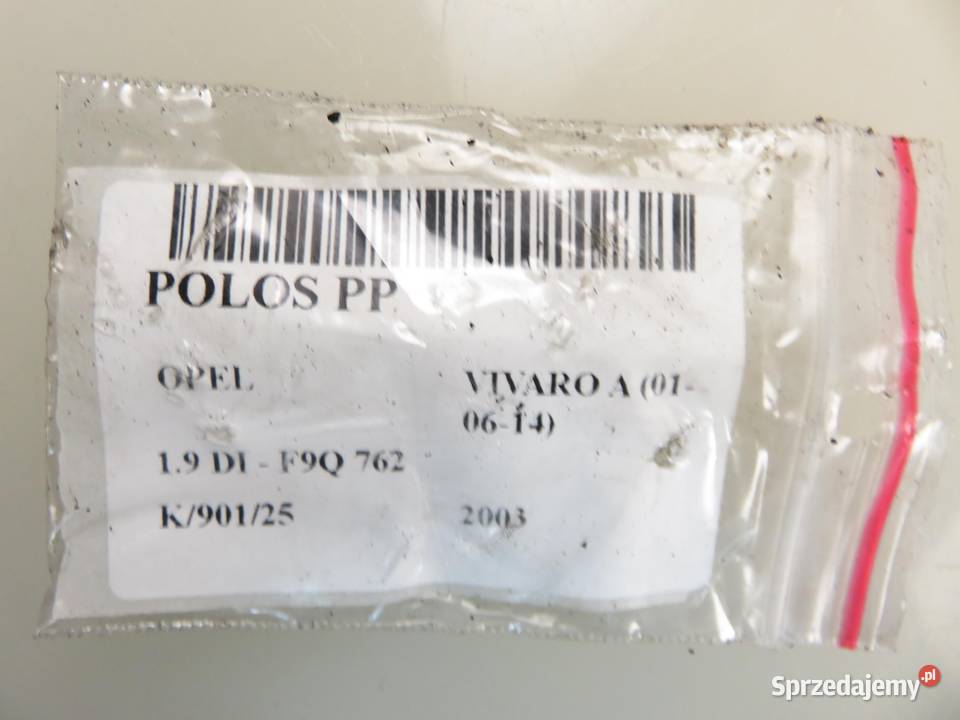 POLOS PP
OPEL
VIVARO A (01-
06-14)
1.9 DI - F9Q 762
K/901/25
2003
Sprzedajemy.pl